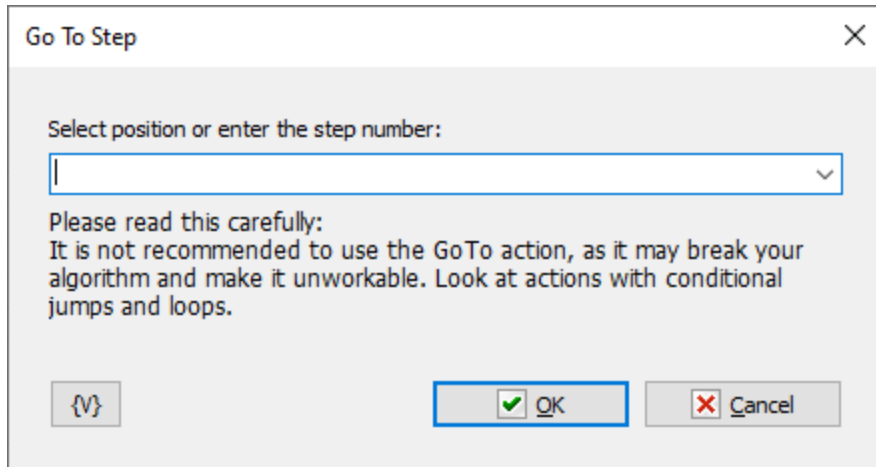 Go To Step
Select position or enter the step number:
Please read this carefully:
It is not recommended to use the GoTo action, as it may break your
algorithm and make it unworkable. Look at actions with conditional
jumps and loops.
{V}
OK
Cancel